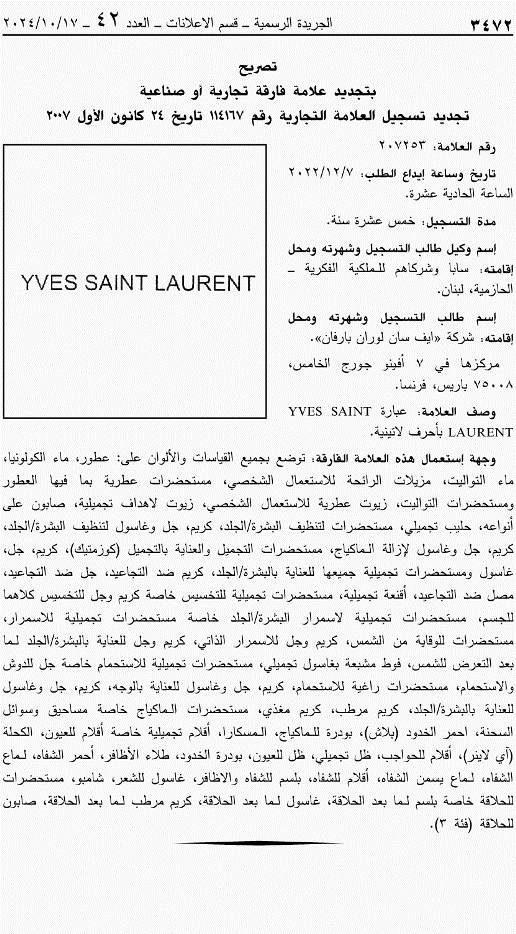 ٣٤٧٢ الجريدة الرسمية ــ قسم الاعلانات ــ العدد ٤٢ ــ ٢٠٢٤/١٠/١٧
تصريح
بتجديد علامة فارقة تجارية أو صناعية
تجديد تسجيل العلامة التجارية رقم ١١٤١٦٧ تاريخ ٢٤ كانون الأول ٢٠٠٧
YVES SAINT LAURENT
رقم العلامة: ٢٠٧٢٥٣
تاريخ وساعة إيداع الطلب: ٢٠٢٢/١٢/٧
الساعة الحادية عشرة.
مدة التسجيل: خمس عشرة سنة.
إسم وكيل طالب التسجيل وشهرته ومحل
إقامته: سابا وشركاهم للملكية الفكرية ــ
الحازمية، لبنان.
إسم طالب التسجيل وشهرته ومحل
إقامته: شركة «ايف سان لوران بارفان».
مركزها في ٧ أفينو جورج الخامس،
٧٥٠٠٨ باريس، فرنسا.
وصف العلامة: عبارة YVES SAINT
LAURENT بأحرف لاتينية.
وجهة إستعمال هذه العلامة الفارقة: توضع بجميع القياسات والألوان على: عطور، ماء الكولونيا،
ماء التواليت، مزيلات الرائحة للاستعمال الشخصي، مستحضرات عطرية بما فيها العطور
ومستحضرات التواليت، زيوت عطرية للاستعمال الشخصي، زيوت لاهداف تجميلية، صابون على
أنواعه، حليب تجميلي، مستحضرات لتنظيف البشرة/الجلد، كريم، جل وغاسول لتنظيف البشرة/الجلد،
كريم، جل وغاسول لإزالة الماكياج، مستحضرات التجميل والعناية بالتجميل (كوزمتيك)، كريم، جل،
غاسول ومستحضرات تجميلية جميعها للعناية بالبشرة/الجلد، كريم ضد التجاعيد، جل ضد التجاعيد،
مصل ضد التجاعيد، أقنعة تجميلية، مستحضرات تجميلية للتخسيس خاصة كريم وجل للتخسيس كلاهما
للجسم، مستحضرات تجميلية لاسمرار البشرة/الجلد خاصة مستحضرات تجميلية للاسمرار،
مستحضرات للوقاية من الشمس، كريم وجل للاسمرار الذاتي، كريم وجل للعناية بالبشرة/الجلد لما
بعد التعرض للشمس، فوط مشبعة بغاسول تجميلي، مستحضرات تجميلية للاستحمام خاصة جل للدوش
والاستحمام، مستحضرات راغية للاستحمام، كريم، جل وغاسول للعناية بالوجه، كريم، جل وغاسول
للعناية بالبشرة/الجلد، كريم مرطب، كريم مغذي، مستحضرات الماكياج خاصة مساحيق وسوائل
السحنة، احمر الخدود (بلاش)، بودرة للماكياج، المسكارا، أقلام تجميلية خاصة أقلام للعيون، الكحلة
(آي لاينر)، أقلام للحواجب، ظل تجميلي، ظل للعيون، بودرة الخدود، طلاء الأظافر، أحمر الشفاه، لماع
الشفاه، لماع يسمن الشفاه، أقلام للشفاه، بلسم للشفاه والاظافر، غاسول للشعر، شامبو، مستحضرات
للحلاقة خاصة بلسم لما بعد الحلاقة، غاسول لما بعد الحلاقة، كريم مرطب لما بعد الحلاقة، صابون
للحلاقة (فئة ٣).